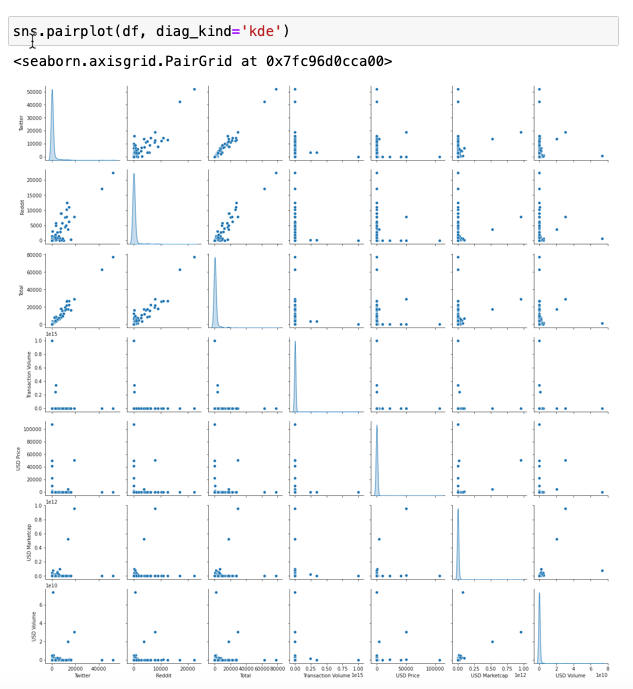 sns.pairplot(df, diag_kind='kde')
<seaborn.axisgrid.PairGrid at 0x7fc96d0cca00>
50000
40000
30000
20000
10000
0
Twitter
20000
15000
10000
5000
0
Reddit
80000
60000
40000
20000
0
Total
1e15
1.0
0.8
0.6
0.4
0.2
0.0
Transaction Volume
100000
80000
60000
40000
20000
0
USD Price
1e12
1.0
0.8
0.6
0.4
0.2
0.0
USD Marketcap
1e10
6
4
2
0
USD Volume
0 20000 40000
Twitter
0 10000 20000
Reddit
0 20000 40000 60000 80000
Total
0.00 0.25 0.50 0.75 1.00
Transaction Volume 1e15
0 50000 100000
USD Price
0.00 0.25 0.50 0.75 1.00
USD Marketcap 1e12
0 2 4 6 8
USD Volume 1e10